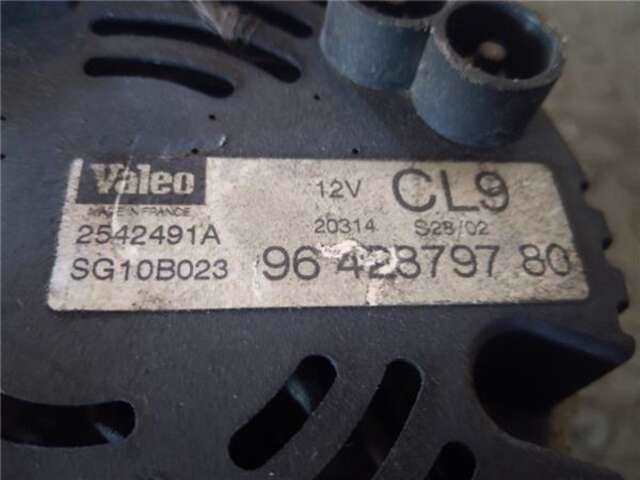 Valeo
MADE IN FRANCE
12V CL9
2542491A 20314 S28/02
SG10B023 96 428797 80